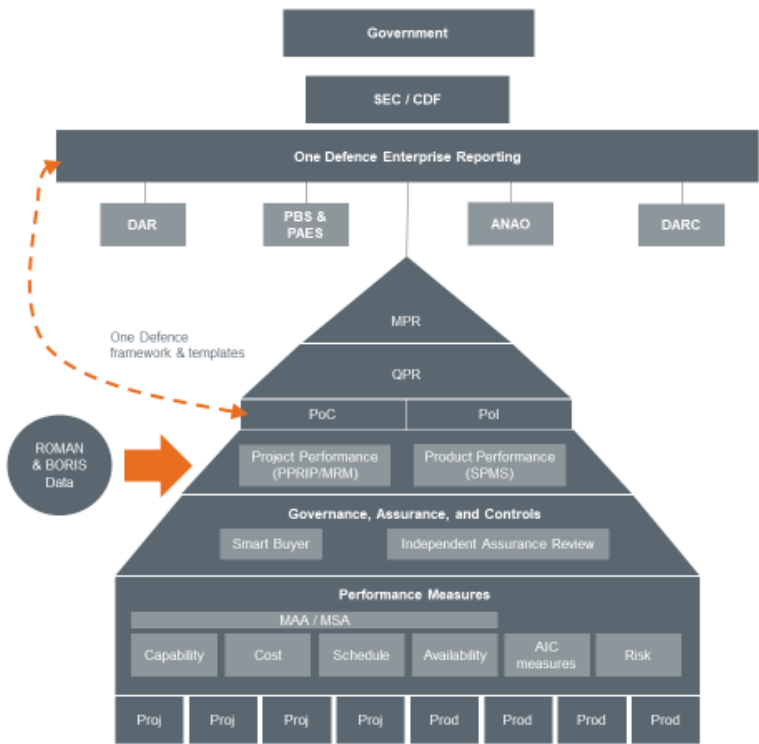 Government
SEC / CDF
One Defence Enterprise Reporting
DAR
PBS &
PAES
ANAO
DARC
MPR
One Defence
framework & templates
QPR
PoC
PoI
ROMAN
& BORIS
Data
Project Performance
(PPRIP/MRM)
Product Performance
(SPMS)
Governance, Assurance, and Controls
Smart Buyer
Independent Assurance Review
Performance Measures
MAA / MSA
Capability
Cost
Schedule
Availability
AIC
measures
Risk
Proj
Proj
Proj
Proj
Prod
Prod
Prod
Prod